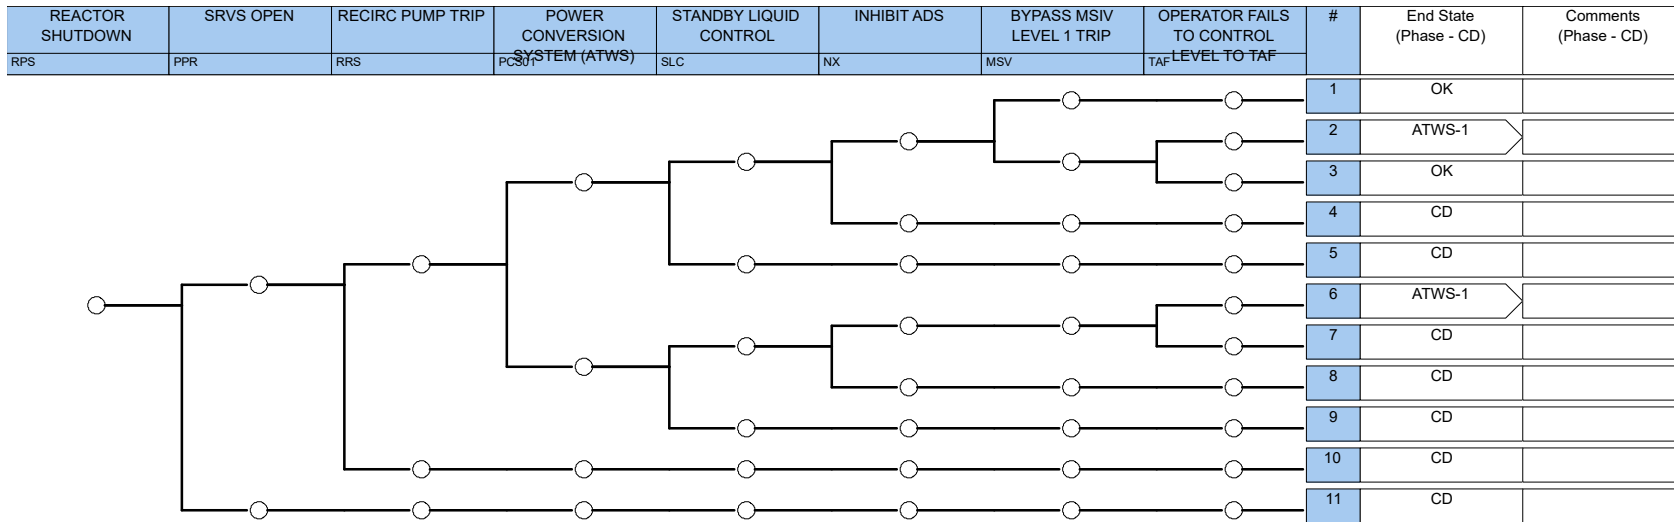 REACTOR
SHUTDOWN
RPS
SRVS OPEN
PPR
RECIRC PUMP TRIP
RRS
POWER
CONVERSION
SYSTEM (ATWS)
PCS01
STANDBY LIQUID
CONTROL
SLC
INHIBIT ADS
NX
BYPASS MSIV
LEVEL 1 TRIP
MSV
OPERATOR FAILS
TO CONTROL
LEVEL TO TAF
TAF
#
End State
(Phase - CD)
Comments
(Phase - CD)
1 OK
2 ATWS-1
3 OK
4 CD
5 CD
6 ATWS-1
7 CD
8 CD
9 CD
10 CD
11 CD